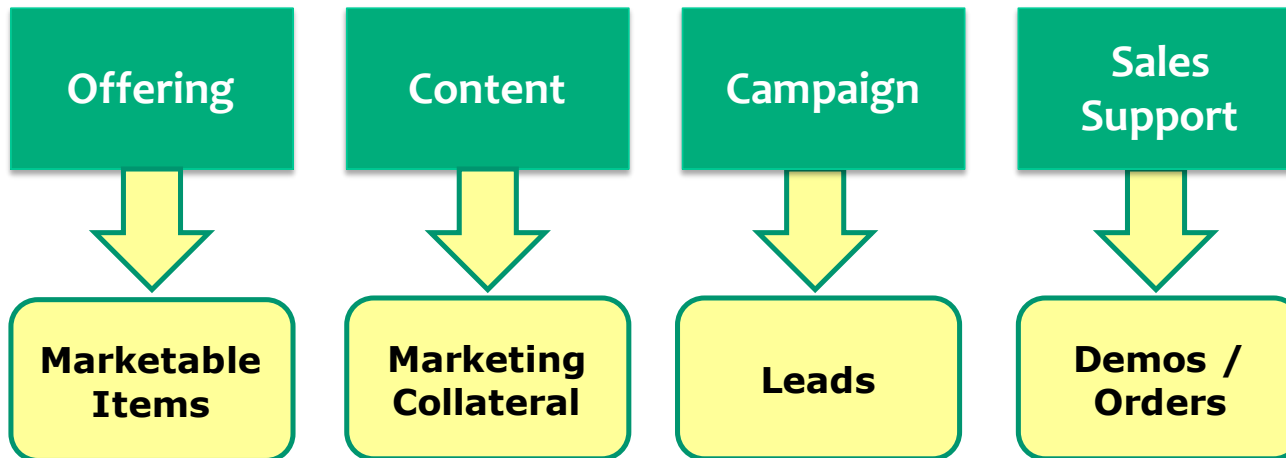 Offering
Content
Campaign
Sales
Support
Marketable
Items
Marketing
Collateral
Leads
Demos /
Orders